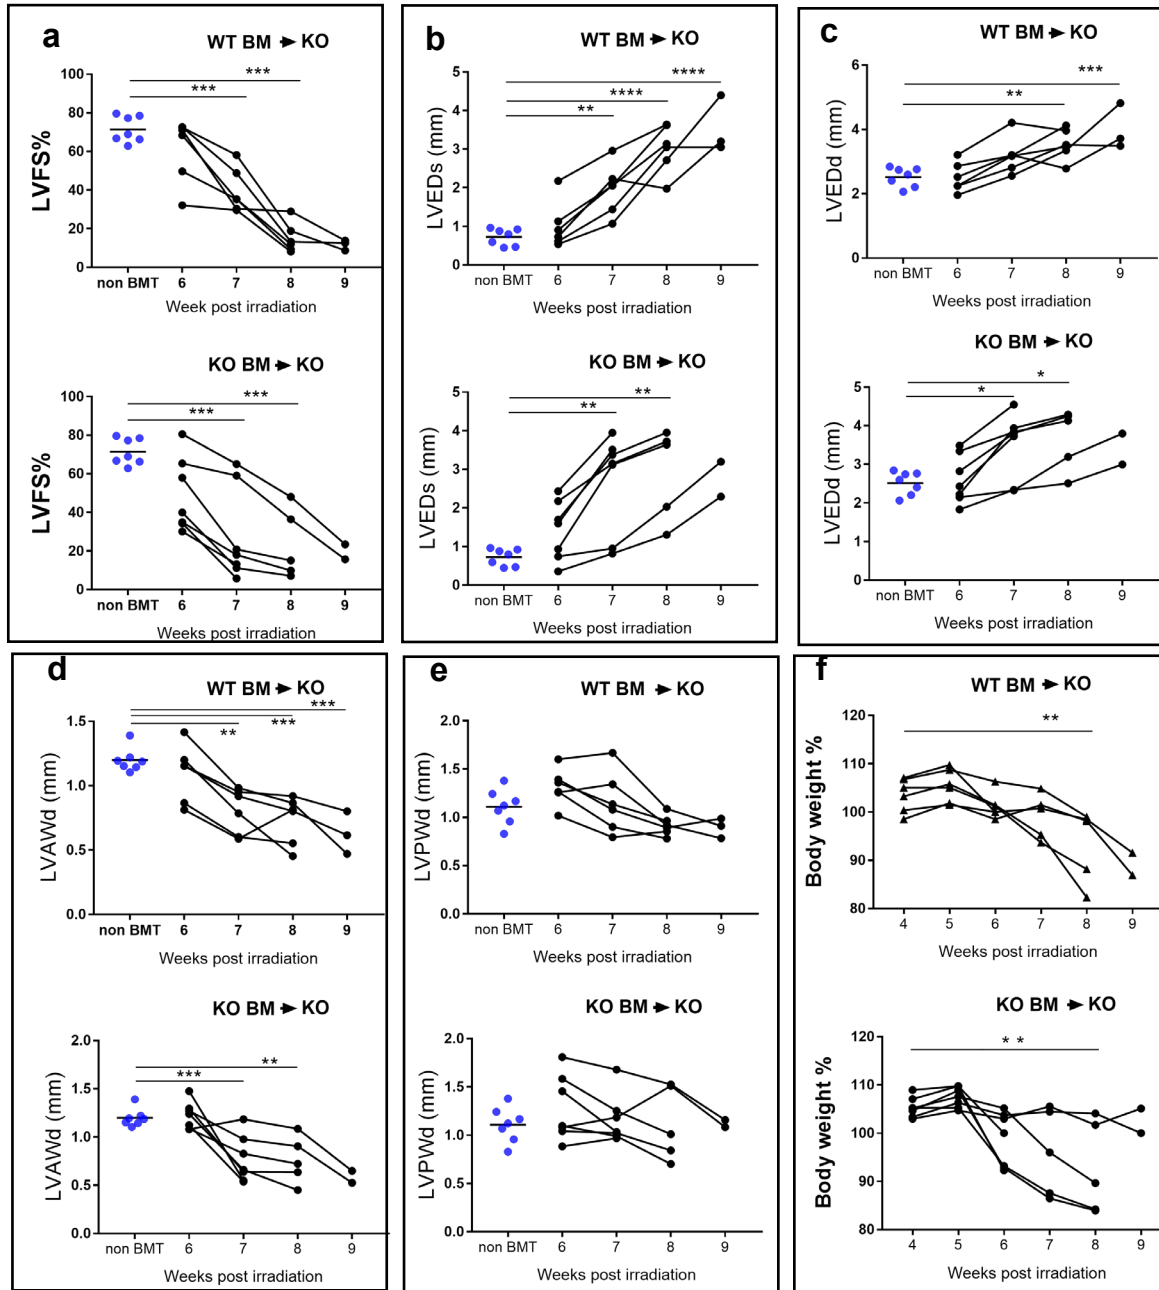 a
WT BM ➔ KO
LVFS%
100
80
60
40
20
0
***
***
non BMT 6 7 8 9
Week post irradiation
KO BM ➔ KO
LVFS%
100
80
60
40
20
0
***
***
non BMT 6 7 8 9
Weeks post irradiation
b
WT BM ➔ KO
LVEDs (mm)
5
4
3
2
1
0
****
****
**
non BMT 6 7 8 9
Weeks post irradiation
KO BM ➔ KO
LVEDs (mm)
5
4
3
2
1
0
**
**
non BMT 6 7 8 9
Weeks post irradiation
c
WT BM ➔ KO
LVEDd (mm)
6
4
2
0
***
**
non BMT 6 7 8 9
Weeks post irradiation
KO BM ➔ KO
LVEDd (mm)
5
4
3
2
1
0
*
*
non BMT 6 7 8 9
Weeks post irradiation
d
WT BM ➔ KO
LVAWd (mm)
1.5
1.0
0.5
0.0
***
***
**
non BMT 6 7 8 9
Weeks post irradiation
KO BM ➔ KO
LVAWd (mm)
2.0
1.5
1.0
0.5
0.0
**
***
non BMT 6 7 8 9
Weeks post irradiation
e
WT BM ➔ KO
LVPWd (mm)
2.0
1.5
1.0
0.5
0.0
non BMT 6 7 8 9
Weeks post irradiation
KO BM ➔ KO
LVPWd (mm)
2.0
1.5
1.0
0.5
0.0
non BMT 6 7 8 9
Weeks post irradiation
f
WT BM ➔ KO
Body weight %
120
110
100
90
80
**
4 5 6 7 8 9
Weeks post irradiation
KO BM ➔ KO
Body weight %
120
110
100
90
80
* *
4 5 6 7 8 9
Weeks post irradiation